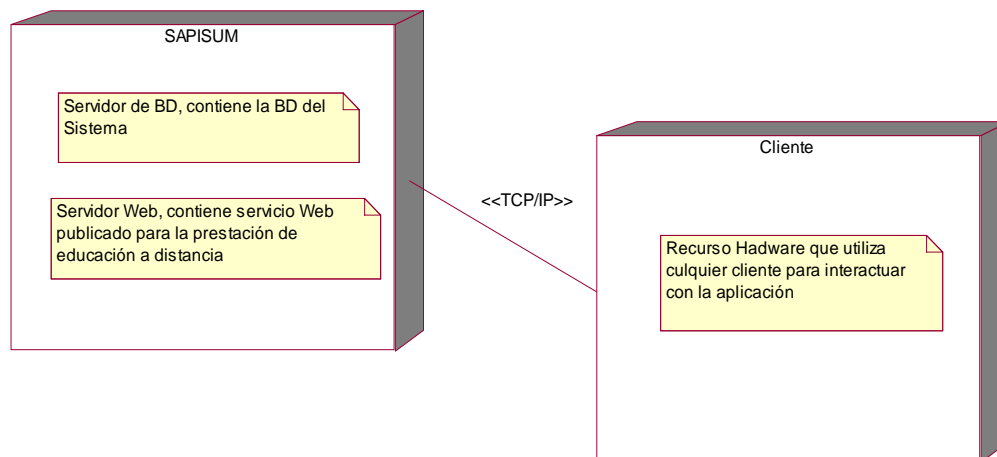 SAPISUM
Servidor de BD, contiene la BD del
Sistema
Servidor Web, contiene servicio Web
publicado para la prestación de
educación a distancia
<<TCP/IP>>
Cliente
Recurso Hadware que utiliza
culquier cliente para interactuar
con la aplicación